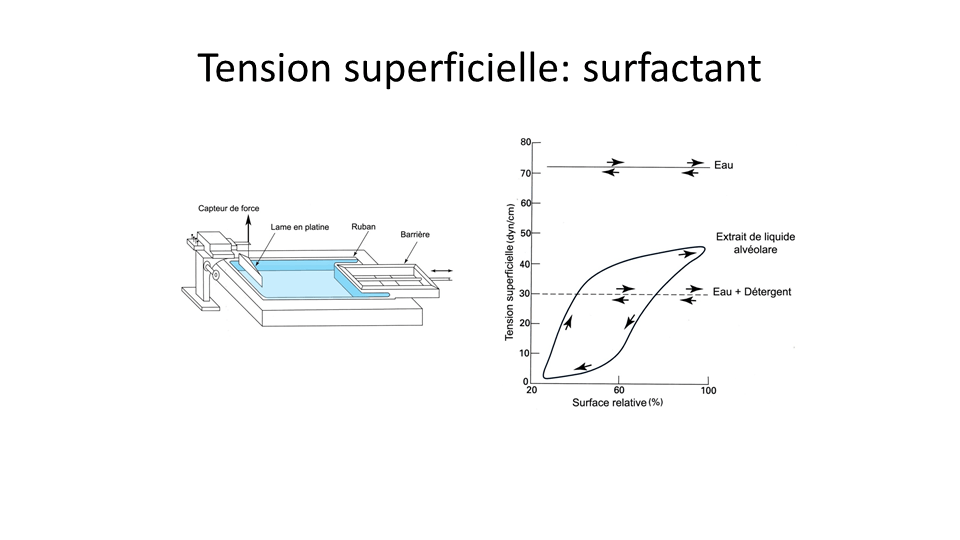 Tension superficielle: surfactant
Capteur de force
Lame en platine
Ruban
Barrière
Tension superficielle (dyn/cm)
80
70
60
50
40
30
20
10
0
20
60
100
Surface relative (%)
Eau
Extrait de liquide
alvéolare
Eau + Détergent